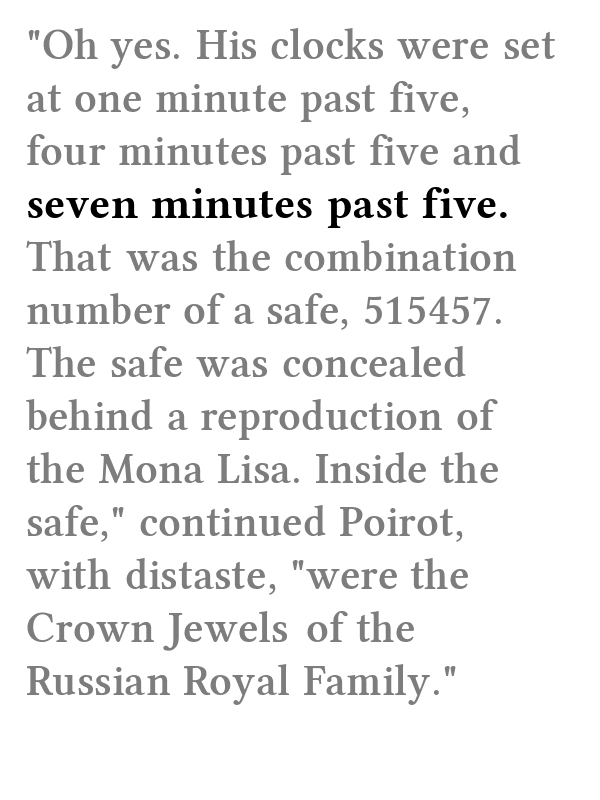 "Oh yes. His clocks were set
at one minute past five,
four minutes past five and
seven minutes past five.
That was the combination
number of a safe, 515457.
The safe was concealed
behind a reproduction of
the Mona Lisa. Inside the
safe," continued Poirot,
with distaste, "were the
Crown Jewels of the
Russian Royal Family."